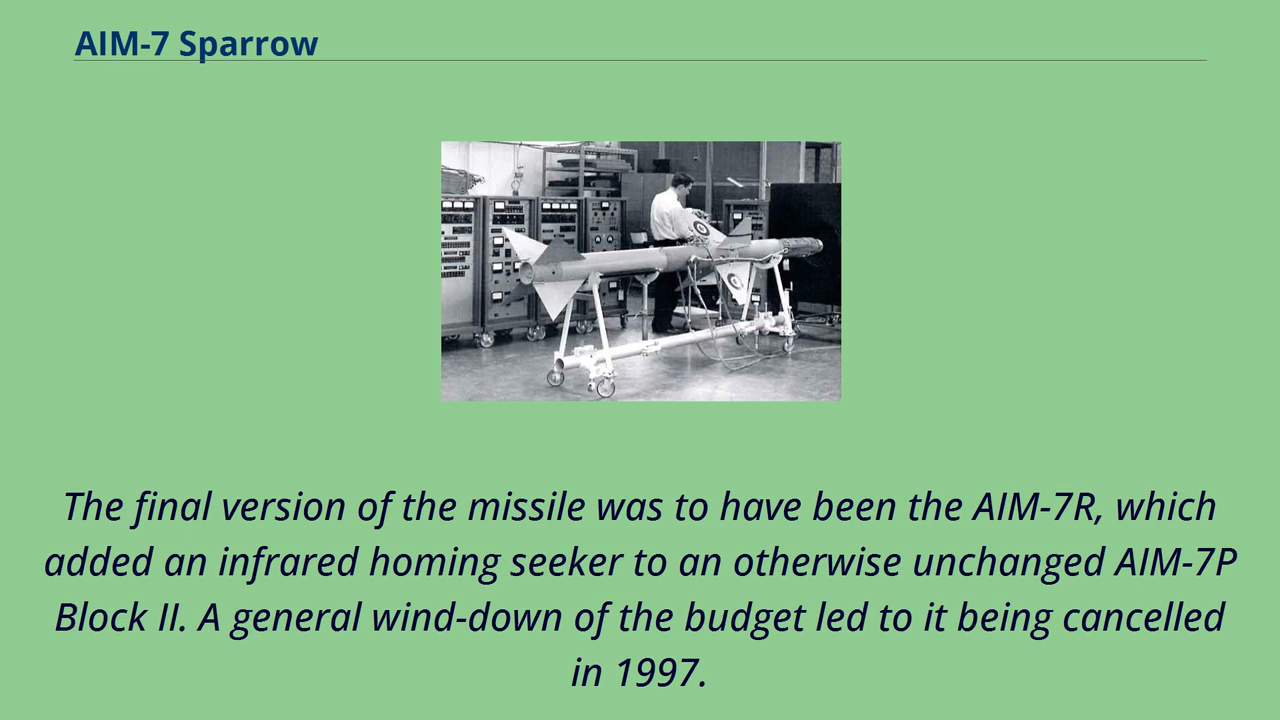 AIM-7 Sparrow
The final version of the missile was to have been the AIM-7R, which
added an infrared homing seeker to an otherwise unchanged AIM-7P
Block II. A general wind-down of the budget led to it being cancelled
in 1997.